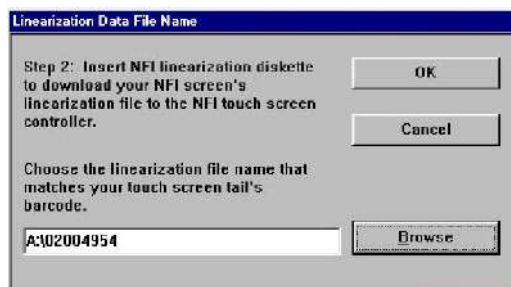 Linearization Data File Name
Step 2: Insert NFI linearization diskette
to download your NFI screen's
linearization file to the NFI touch screen
controller.
OK
Cancel
Choose the linearization file name that
matches your touch screen tail's
barcode.
A:\02004954
Browse